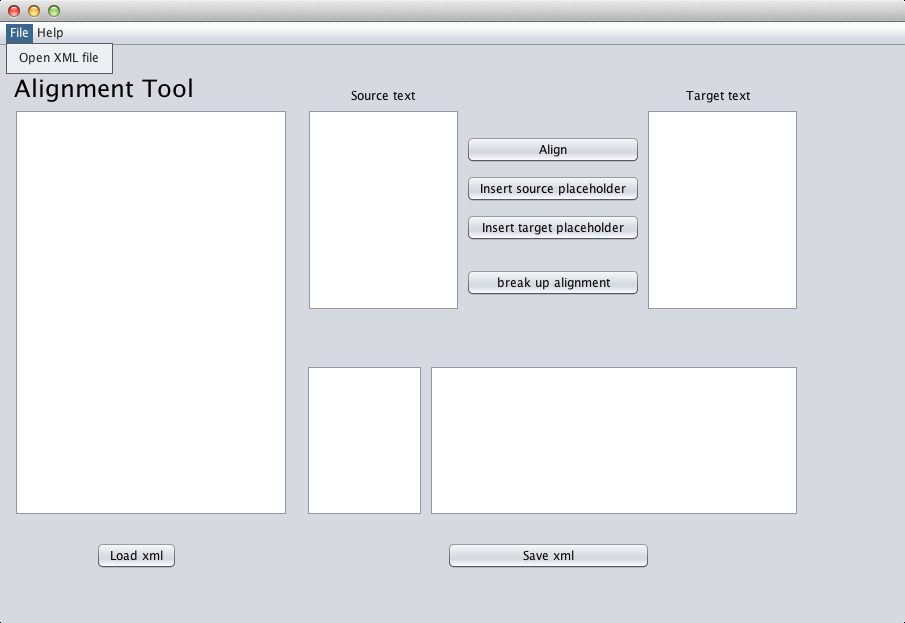 File Help
Open XML file
Alignment Tool
Source text
Target text
Align
Insert source placeholder
Insert target placeholder
break up alignment
Load xml
Save xml